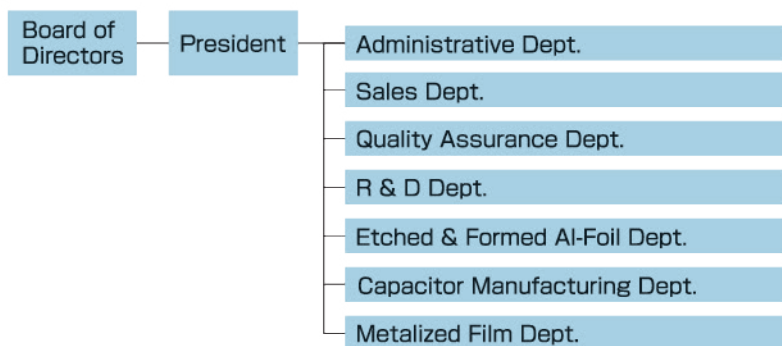 Board of
Directors
President
Administrative Dept.
Sales Dept.
Quality Assurance Dept.
R & D Dept.
Etched & Formed Al-Foil Dept.
Capacitor Manufacturing Dept.
Metalized Film Dept.